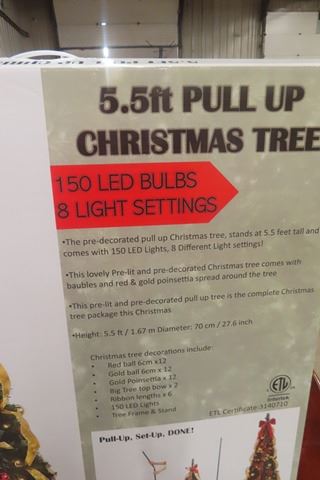 5.5ft PULL UP
CHRISTMAS TREE
150 LED BULBS
8 LIGHT SETTINGS
•The pre-decorated pull up Christmas tree, stands at 5.5 feet tall and
comes with 150 LED Lights, 8 Different Light settings!
•This lovely Pre-lit and pre-decorated Christmas tree comes with
baubles and red & gold poinsettia spread around the tree
•This pre-lit and pre-decorated pull up tree is the complete Christmas
tree package this Christmas
•Height: 5.5 ft / 1.67 m Diameter: 70 cm / 27.6 inch
Christmas tree decorations include:
• Red ball 6cm x12
• Gold ball 6cm x 12
• Gold Poinsettia x 12
• Big Tree top bow x 2
• Ribbon lengths x 6
• 150 LED Lights
• Tree Frame & Stand
ETL
Intertek
ETL Certificate:3140710
Pull-Up, Set-Up, DONE!